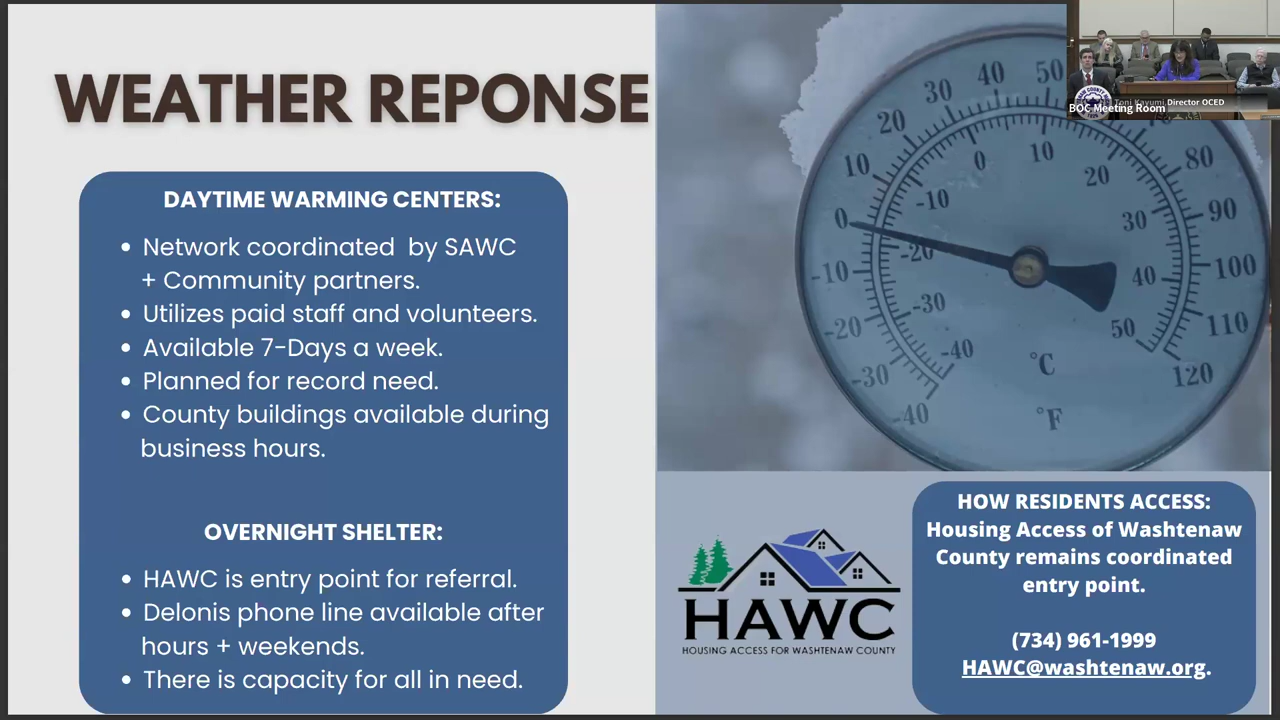 WEATHER REPONSE
DAYTIME WARMING CENTERS:
• Network coordinated by SAWC
+ Community partners.
• Utilizes paid staff and volunteers.
• Available 7-Days a week.
• Planned for record need.
• County buildings available during
business hours.
OVERNIGHT SHELTER:
• HAWC is entry point for referral.
• Delonis phone line available after
hours + weekends.
• There is capacity for all in need.
50
40
30
20
10
0
-10
-20
-30
-40
80
90
100
110
120
-40
-30
-20
-10
0
10
20
30
40
50
°C
°F
Toni Kayumi, Director OCED
BOC Meeting Room
HAWC
HOUSING ACCESS FOR WASHTENAW COUNTY
HOW RESIDENTS ACCESS:
Housing Access of Washtenaw
County remains coordinated
entry point.
(734) 961-1999
HAWC@washtenaw.org.